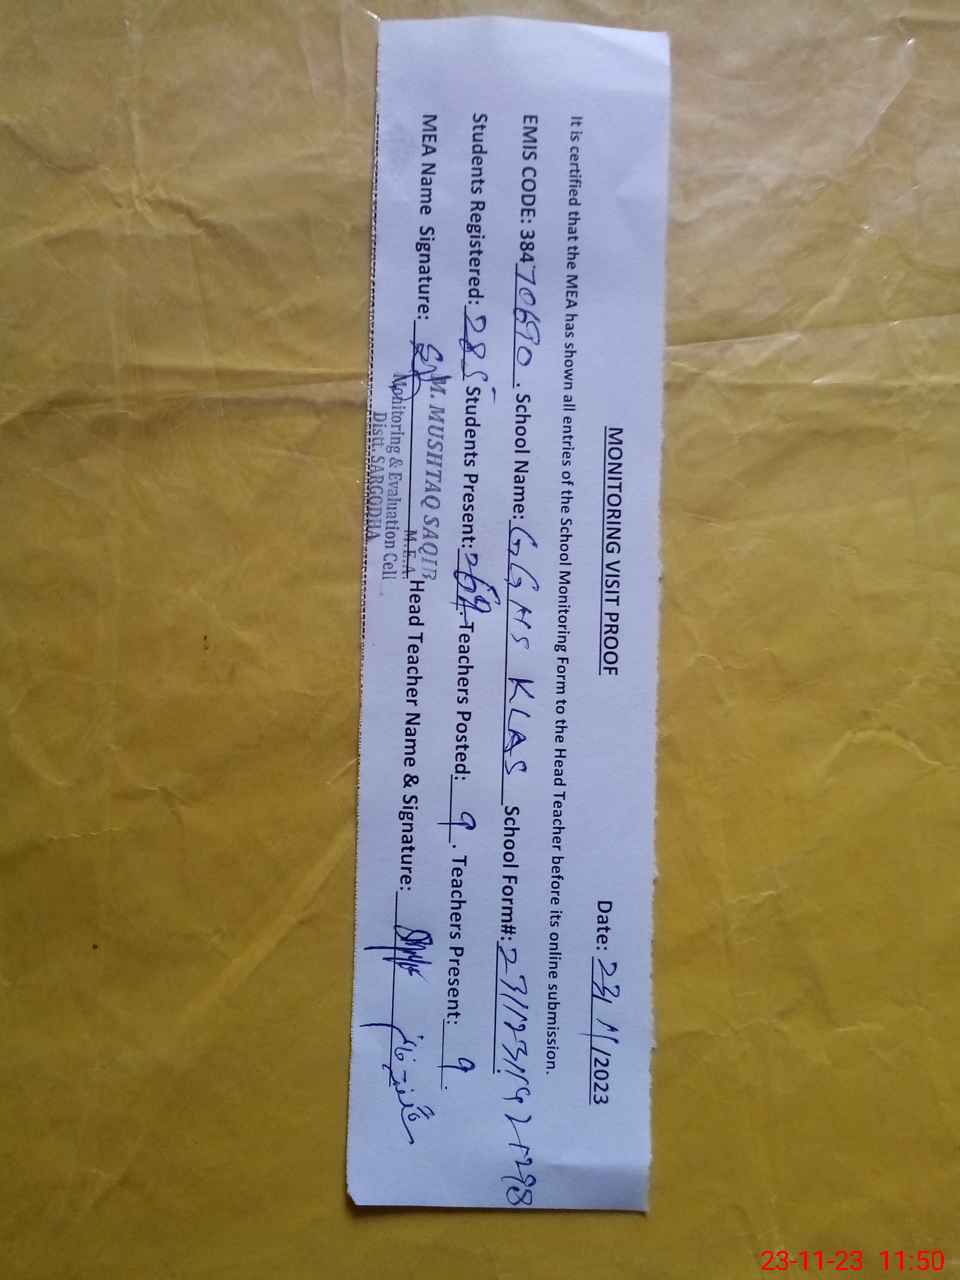 MONITORING VISIT PROOF
Date: 23/11/2023
It is certified that the MEA has shown all entries of the School Monitoring Form to the Head Teacher before its online submission.
EMIS CODE: 38470690. School Name: GGHS KLAS School Form#:
Students Registered: 285 Students Present: 269. Teachers Posted: 9. Teachers Present: 9.
MEA Name Signature: Head Teacher Name & Signature:
M. MUSHTAQ SAQIB
M.E.A.
Monitoring & Evaluation Cell
Distt. SARGODHA
23-11-23 11:50